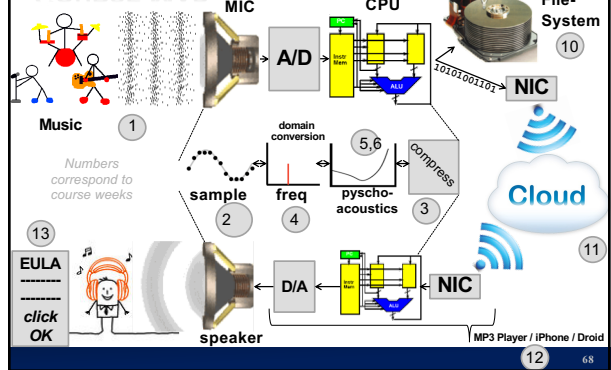 MIC
CPU
File-
System
10
PC
Instr
Mem
ALU
A/D
10101001101
NIC
Music
1
domain
conversion
5,6
compress
Numbers
correspond to
course weeks
sample
freq
pyscho-
acoustics
2
4
3
Cloud
11
13
EULA
--------
--------
click
OK
speaker
D/A
Instr
Mem
ALU
NIC
MP3 Player / iPhone / Droid
12
68